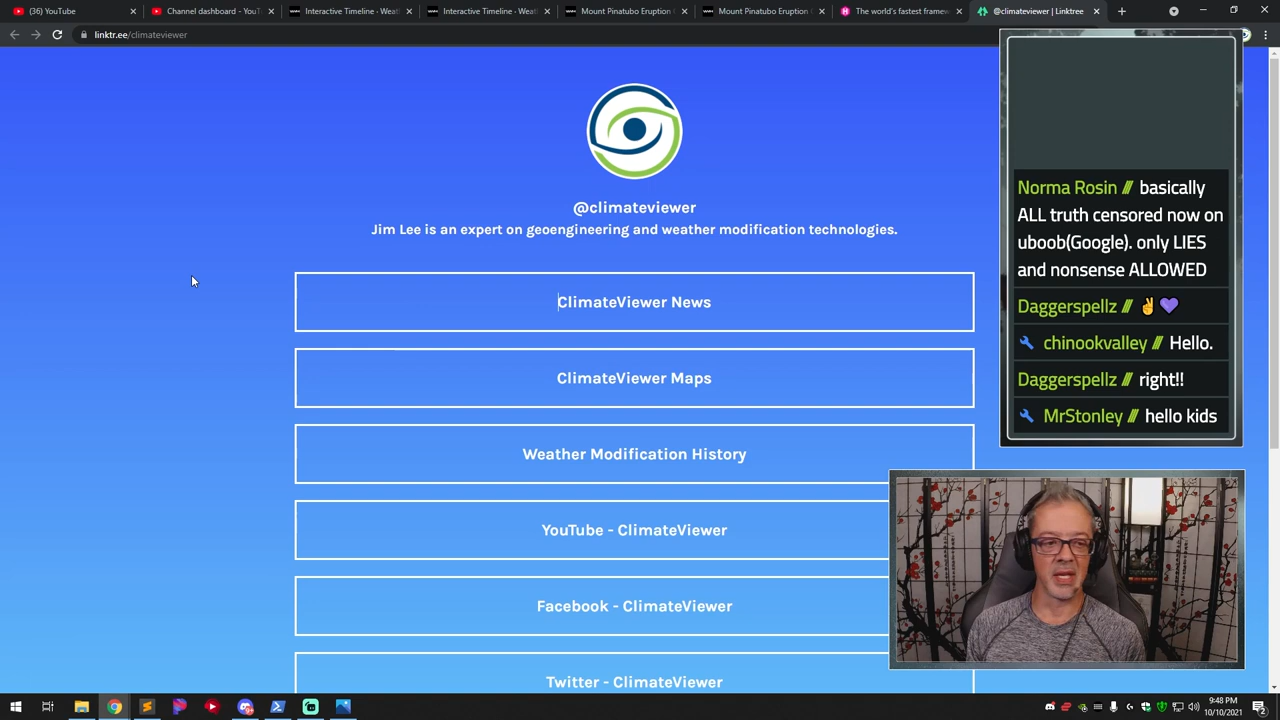 (36) YouTube
Channel dashboard - YouTu
Interactive Timeline - Weat
Interactive Timeline - Weat
Mount Pinatubo Eruption C
Mount Pinatubo Eruption C
The world's fastest framew
@climateviewer | Linktree
linktr.ee/climateviewer
@climateviewer
Jim Lee is an expert on geoengineering and weather modification technologies.
ClimateViewer News
ClimateViewer Maps
Weather Modification History
YouTube - ClimateViewer
Facebook - ClimateViewer
Twitter - ClimateViewer
Norma Rosin /// basically
ALL truth censored now on
uboob(Google). only LIES
and nonsense ALLOWED
Daggerspellz /// ✌💜
chinookvalley /// Hello.
Daggerspellz /// right!!
MrStonley /// hello kids
9:48 PM
10/10/2021